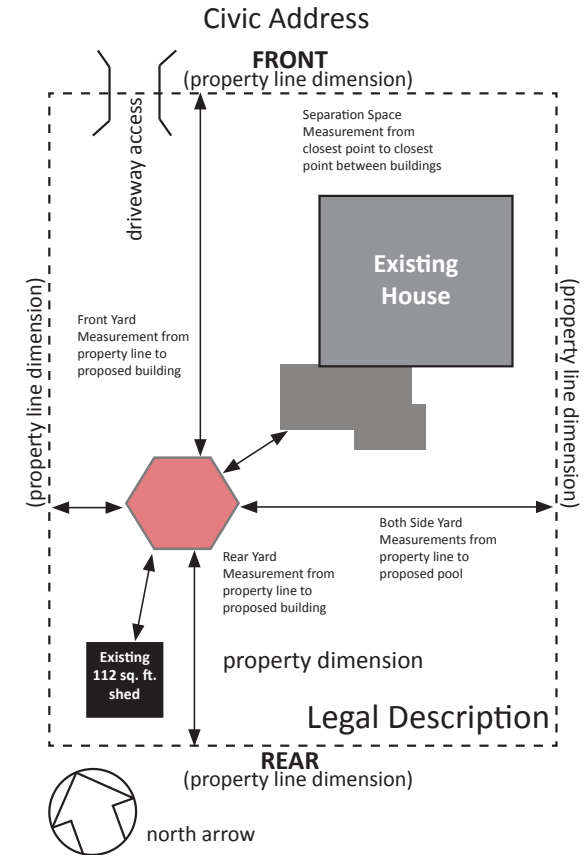 Civic Address
FRONT
(property line dimension)
driveway access
Separation Space
Measurement from
closest point to closest
point between buildings
Existing
House
(property line dimension)
(property line dimension)
Front Yard
Measurement from
property line to
proposed building
Both Side Yard
Measurements from
property line to
proposed pool
Rear Yard
Measurement from
property line to
proposed building
Existing
112 sq. ft.
shed
property dimension
Legal Description
REAR
(property line dimension)
north arrow